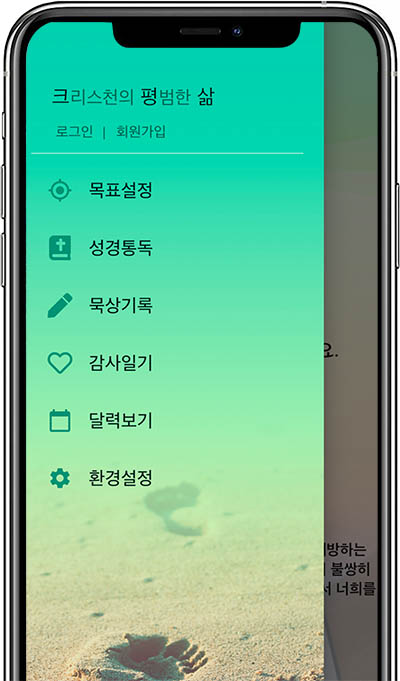 크리스천의 평범한 삶
로그인 | 회원가입
목표설정
성경통독
묵상기록
감사일기
달력보기
환경설정
요.
방하는
불쌍히
너희를